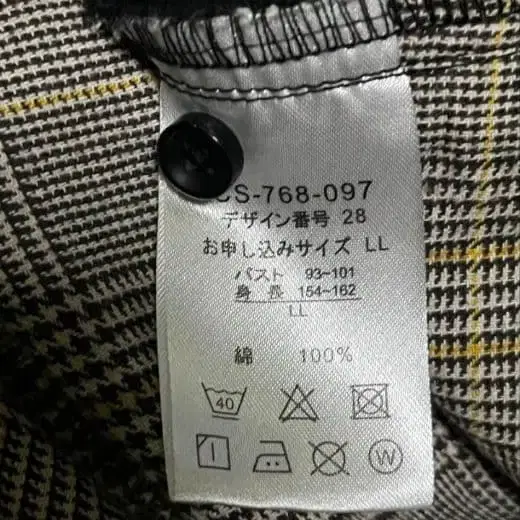 CS-768-097
デザイン番号 28
お申し込みサイズ LL
バスト 93~101
身長 154~162
LL
綿 100%
40
W